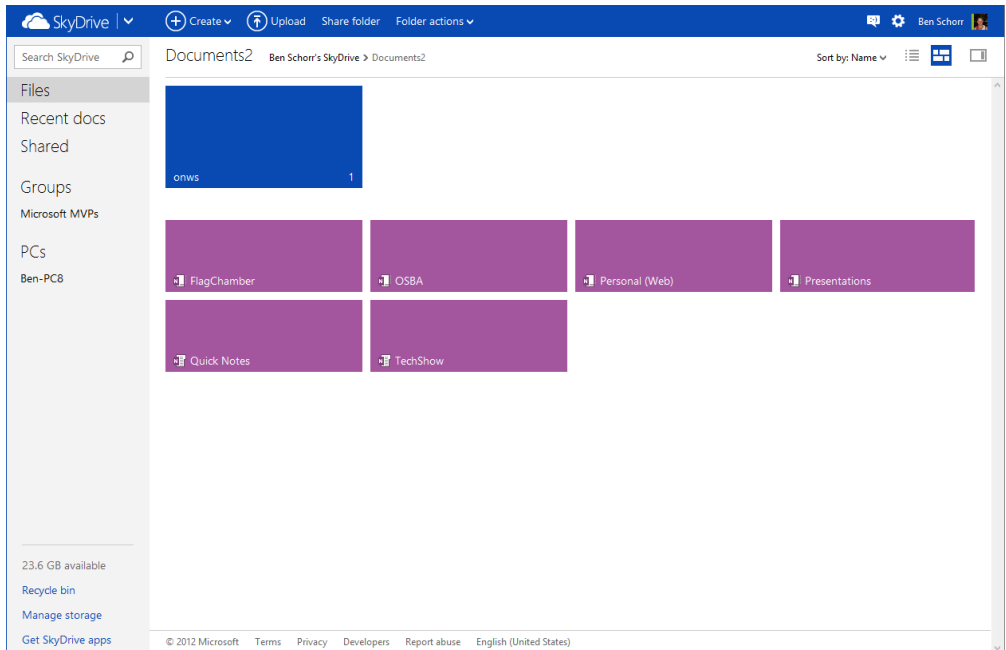 SkyDrive Create Upload Share folder Folder actions Ben Schorr
Search SkyDrive
Documents2 Ben Schorr's SkyDrive > Documents2 Sort by: Name
Files
Recent docs
Shared
Groups
Microsoft MVPs
PCs
Ben-PC8
onws 1
FlagChamber OSBA Personal (Web) Presentations
Quick Notes TechShow
23.6 GB available
Recycle bin
Manage storage
Get SkyDrive apps
© 2012 Microsoft Terms Privacy Developers Report abuse English (United States)